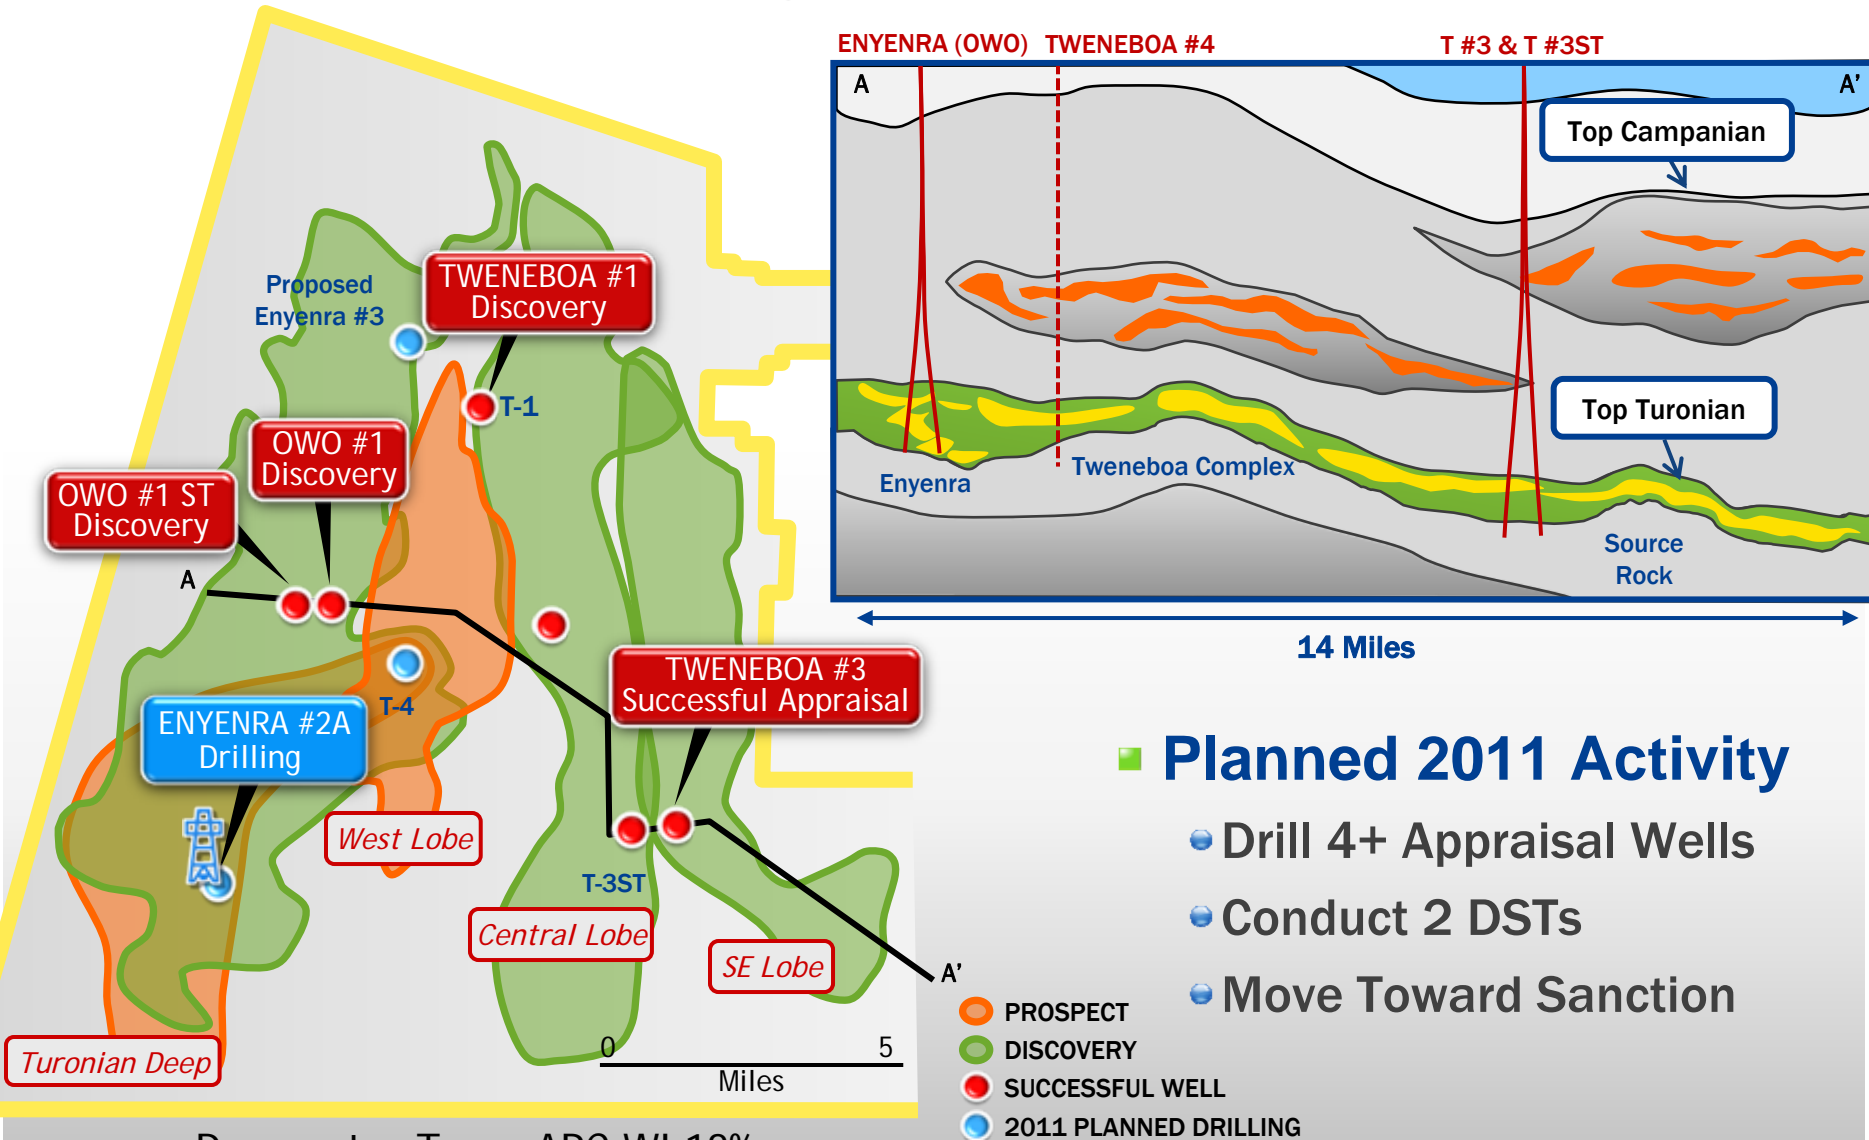 ENYENRA (OWO) TWENEBOA #4
T #3 & T #3ST
A
A'
Top Campanian
Top Turonian
Enyenra
Tweneboa Complex
Source
Rock
14 Miles
Proposed
Enyenra #3
TWENEBOA #1
Discovery
T-1
OWO #1
Discovery
OWO #1 ST
Discovery
A
T-4
ENYENRA #2A
Drilling
TWENEBOA #3
Successful Appraisal
West Lobe
T-3ST
Central Lobe
SE Lobe
A'
Turonian Deep
0 5
Miles
PROSPECT
DISCOVERY
SUCCESSFUL WELL
2011 PLANNED DRILLING
Planned 2011 Activity
Drill 4+ Appraisal Wells
Conduct 2 DSTs
Move Toward Sanction